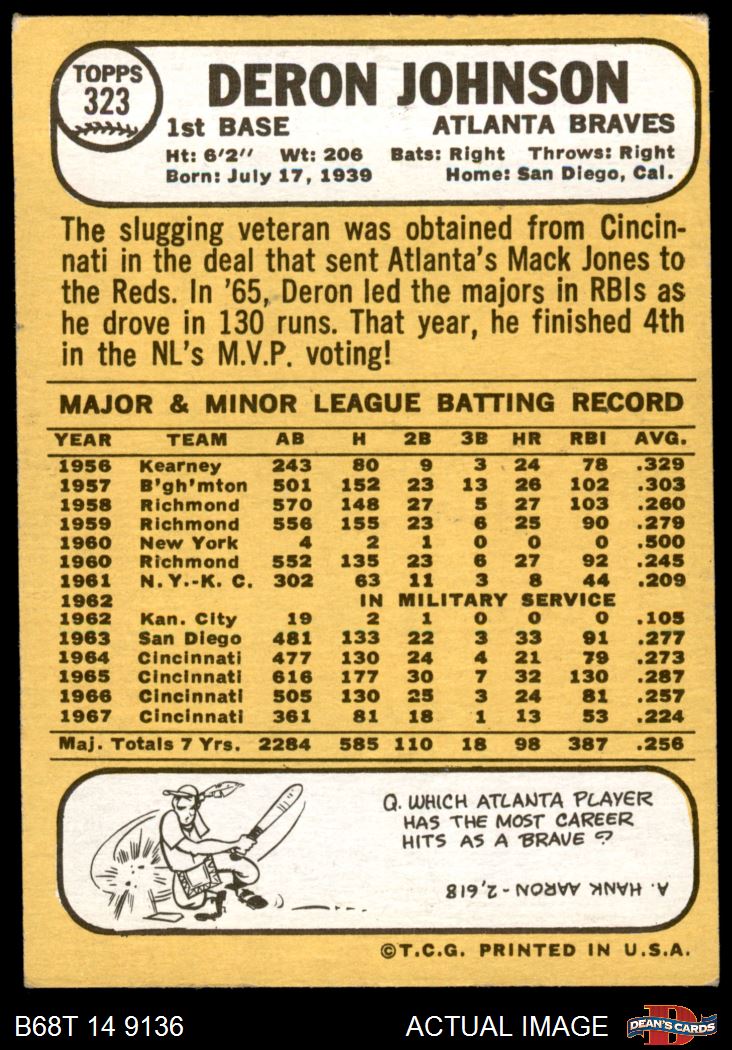 TOPPS
323
DERON JOHNSON
1st BASE ATLANTA BRAVES
Ht: 6'2" Wt: 206 Bats: Right Throws: Right
Born: July 17, 1939 Home: San Diego, Cal.
The slugging veteran was obtained from Cincin-
nati in the deal that sent Atlanta's Mack Jones to
the Reds. In '65, Deron led the majors in RBIs as
he drove in 130 runs. That year, he finished 4th
in the NL's M.V.P. voting!
MAJOR & MINOR LEAGUE BATTING RECORD
YEAR TEAM AB H 2B 3B HR RBI AVG.
1956 Kearney 243 80 9 3 24 78 .329
1957 B'gh'mton 501 152 23 13 26 102 .303
1958 Richmond 570 148 27 5 27 103 .260
1959 Richmond 556 155 23 6 25 90 .279
1960 New York 4 2 1 0 0 0 .500
1960 Richmond 552 135 23 6 27 92 .245
1961 N.Y.-K. C. 302 63 11 3 8 44 .209
1962 IN MILITARY SERVICE
1962 Kan. City 19 2 1 0 0 0 .105
1963 San Diego 481 133 22 3 33 91 .277
1964 Cincinnati 477 130 24 4 21 79 .273
1965 Cincinnati 616 177 30 7 32 130 .287
1966 Cincinnati 505 130 25 3 24 81 .257
1967 Cincinnati 361 81 18 1 13 53 .224
Maj. Totals 7 Yrs. 2284 585 110 18 98 387 .256
Q. WHICH ATLANTA PLAYER
HAS THE MOST CAREER
HITS AS A BRAVE?
A. HANK AARON-2,618
©T.C.G. PRINTED IN U.S.A.
B68T 14 9136 ACTUAL IMAGE DEAN'S CARDS